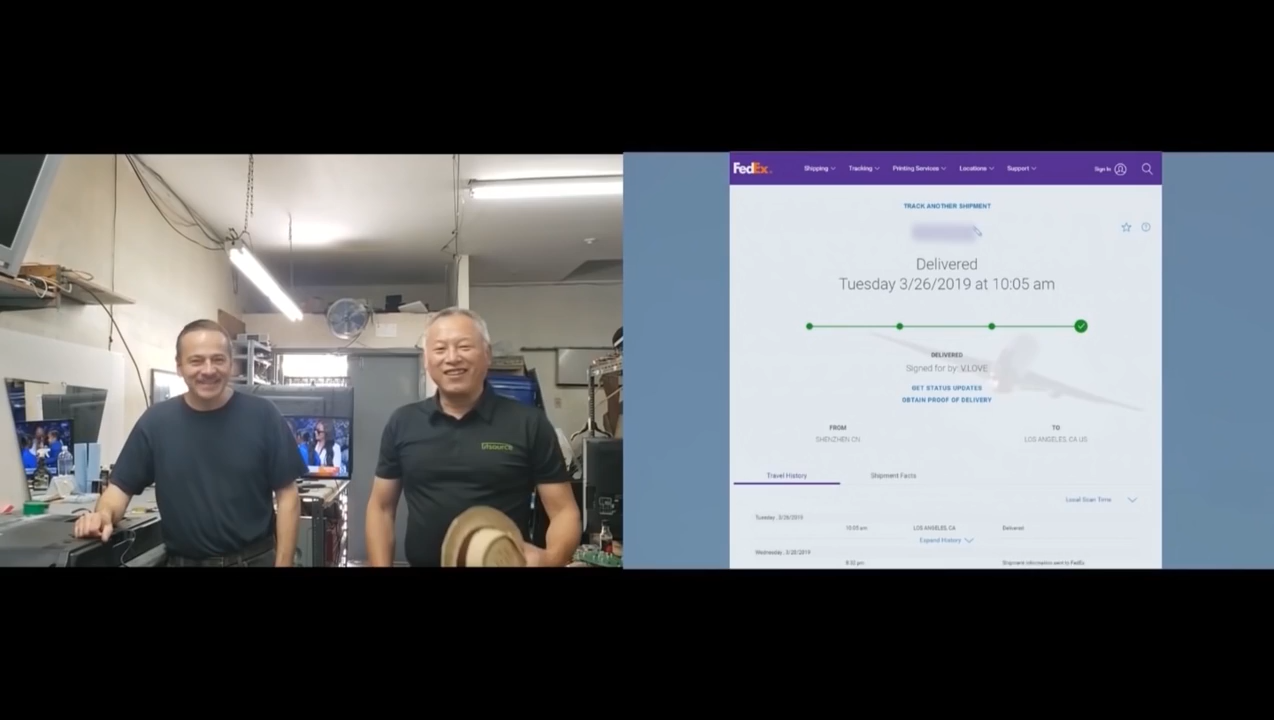 FedEx
Shipping
Tracking
Printing Services
Locations
Support
Sign In
TRACK ANOTHER SHIPMENT
Delivered
Tuesday 3/26/2019 at 10:05 am
DELIVERED
Signed for by: V.LOVE
GET STATUS UPDATES
OBTAIN PROOF OF DELIVERY
FROM
SHENZHEN CN
TO
LOS ANGELES, CA US
Travel History
Shipment Facts
Local Scan Time
Tuesday , 3/26/2019
10:05 am
LOS ANGELES, CA
Delivered
Expand History
Wednesday , 3/20/2019
Shipment information sent to FedEx